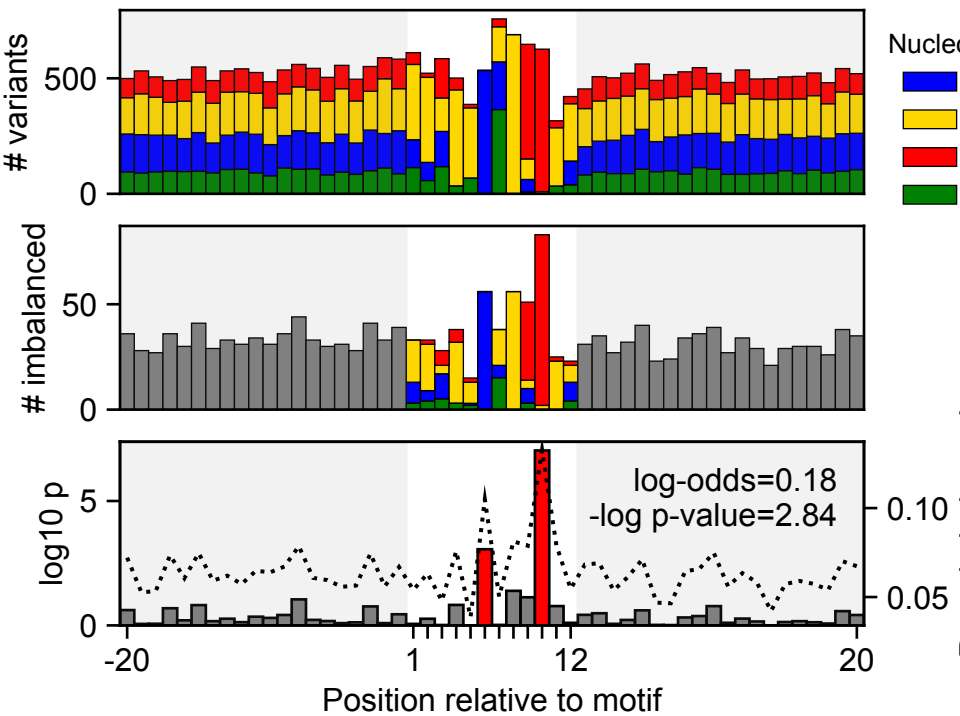 # variants
500
0
Nucleo
# imbalanced
50
0
log10 p
5
0
log-odds=0.18
-log p-value=2.84
0.10
0.05
-20
1
12
20
Position relative to motif